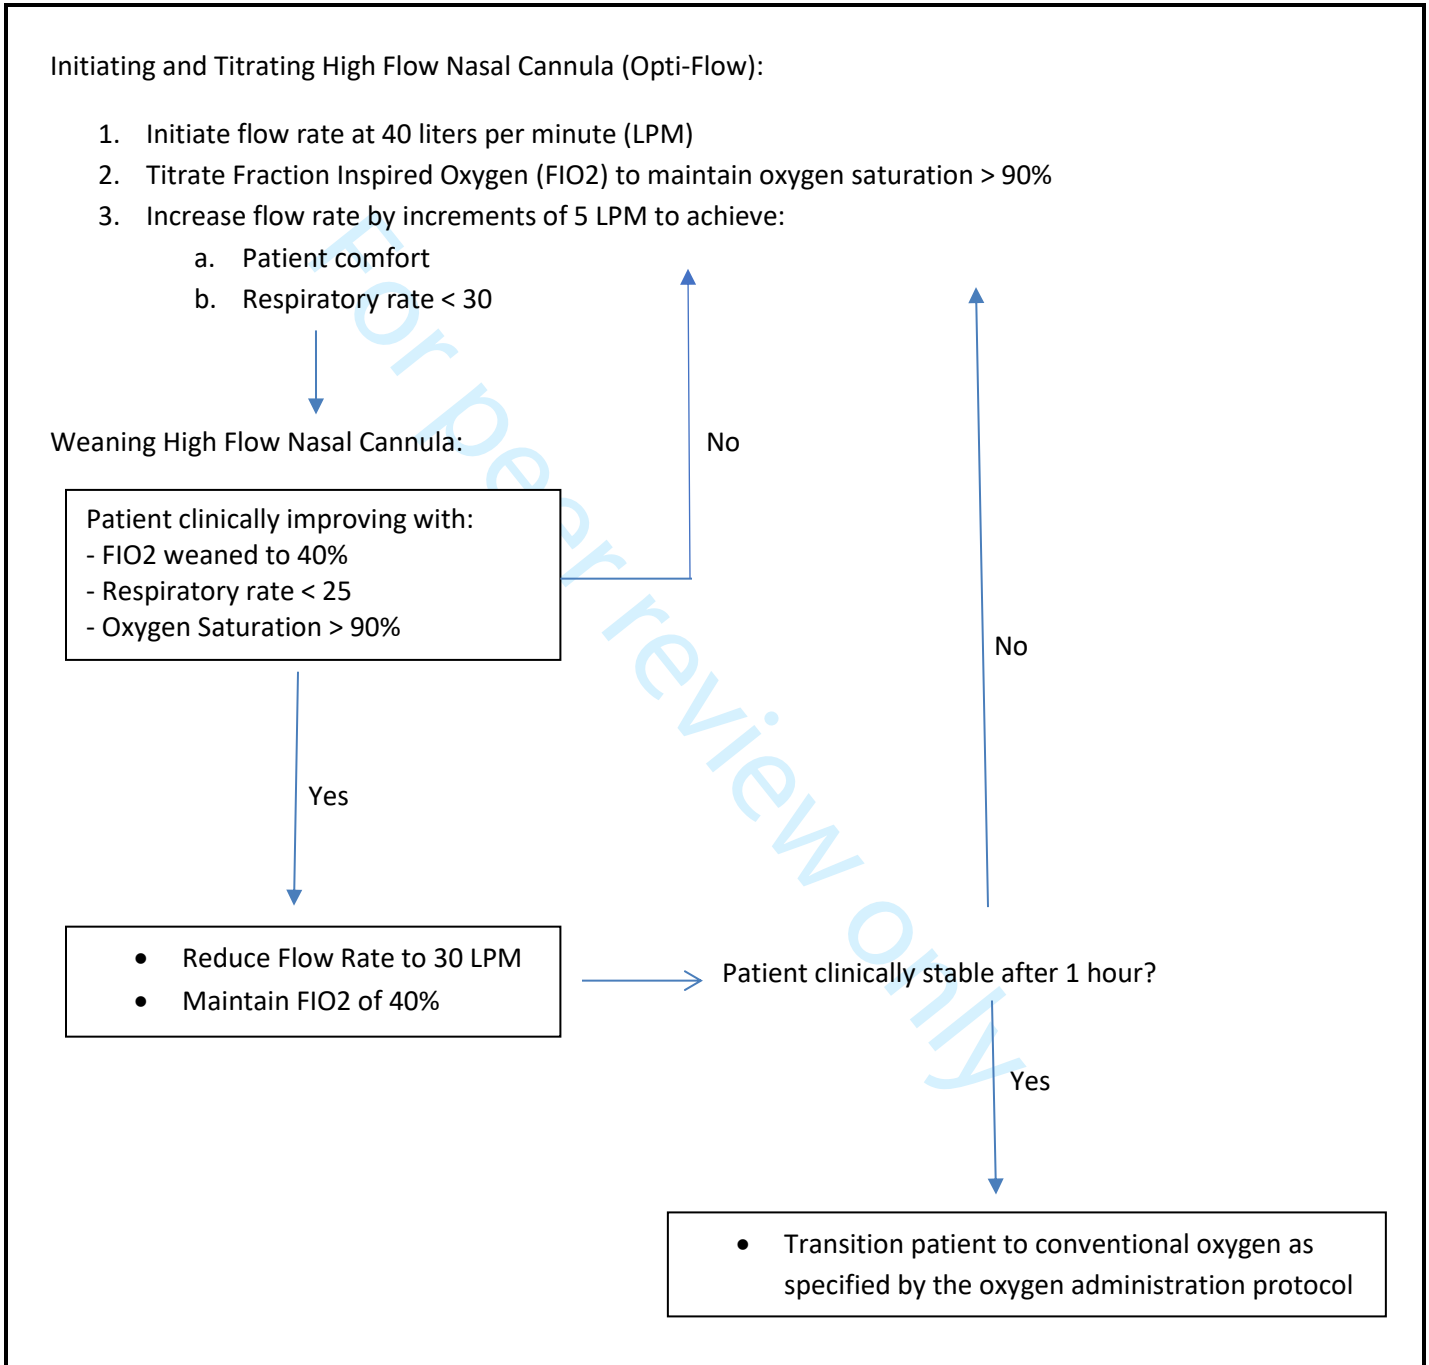 Initiating and Titrating High Flow Nasal Cannula (Opti-Flow):
1. Initiate flow rate at 40 liters per minute (LPM)
2. Titrate Fraction Inspired Oxygen (FIO2) to maintain oxygen saturation > 90%
3. Increase flow rate by increments of 5 LPM to achieve:
a. Patient comfort
b. Respiratory rate < 30
Weaning High Flow Nasal Cannula:
No
Patient clinically improving with:
- FIO2 weaned to 40%
- Respiratory rate < 25
- Oxygen Saturation > 90%
No
Yes
• Reduce Flow Rate to 30 LPM
• Maintain FIO2 of 40%
Patient clinically stable after 1 hour?
Yes
• Transition patient to conventional oxygen as
specified by the oxygen administration protocol
For peer review only